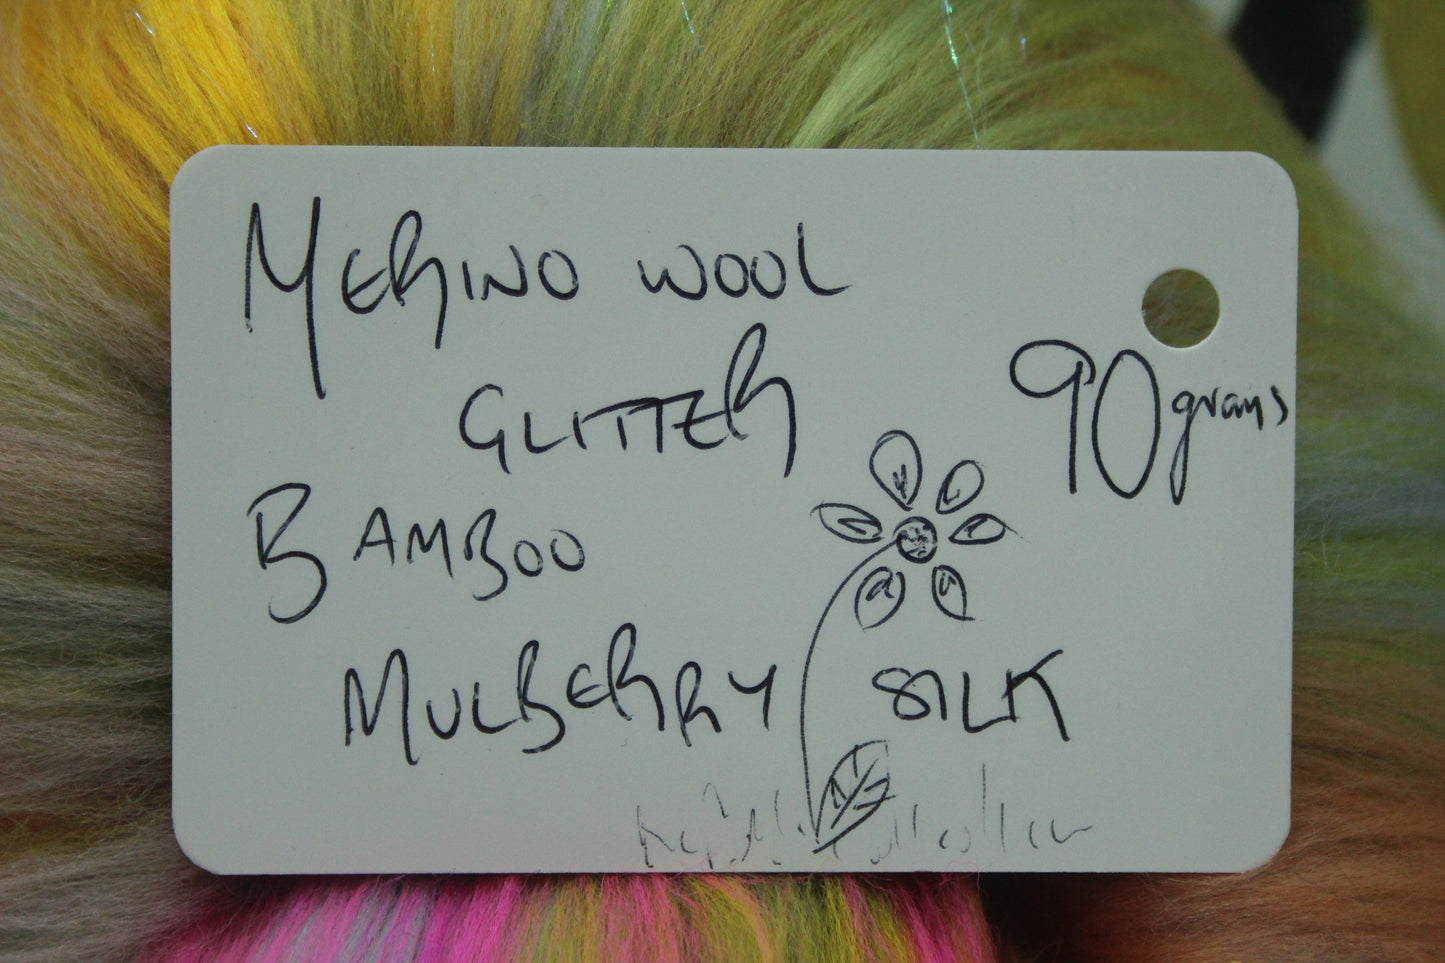 MERINO WOOL
GLITTER
90 grams
BAMBOO
MULBERRY SILK